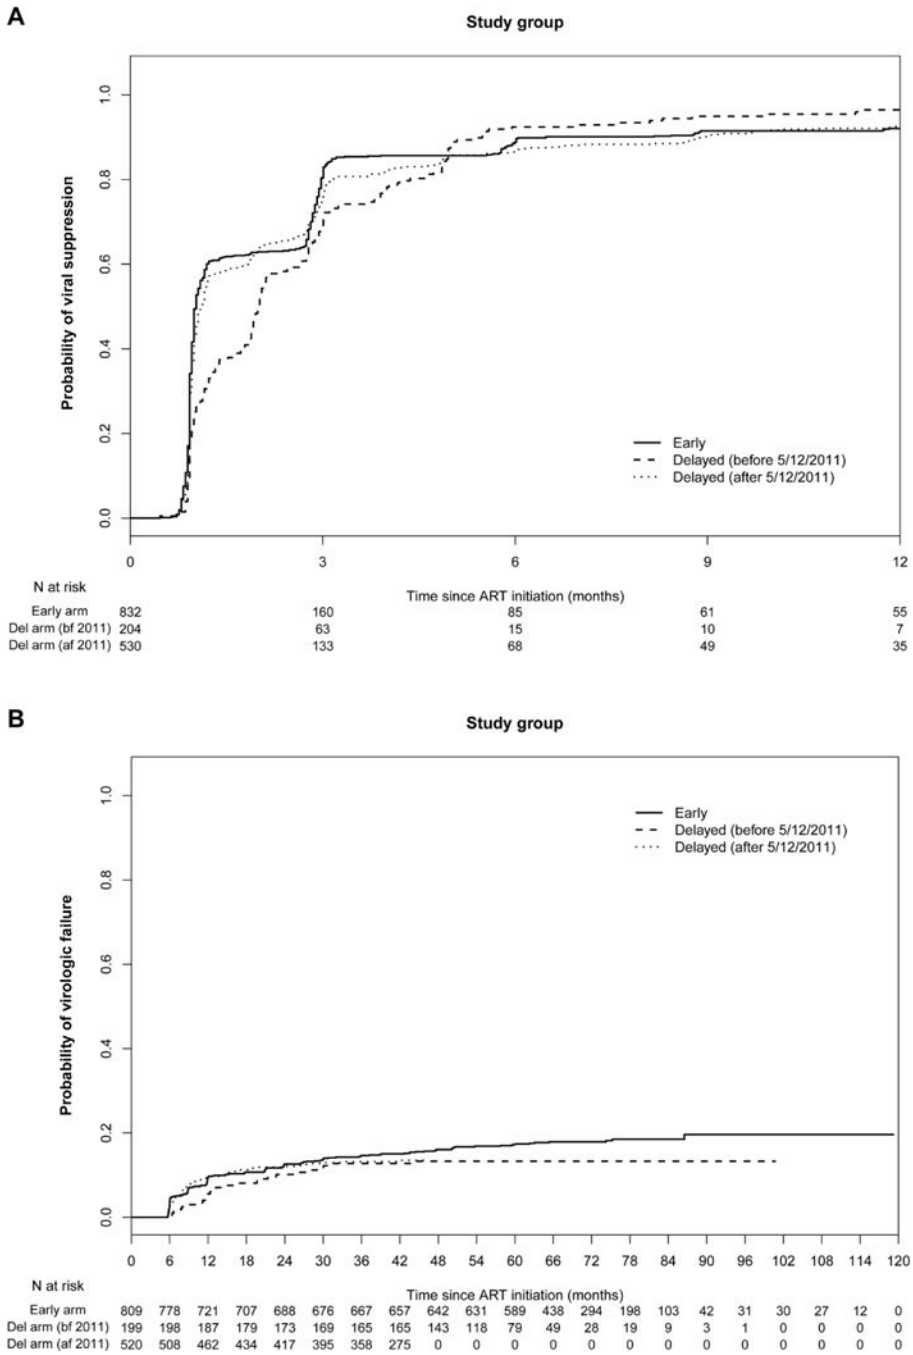 A
Study group
Probability of viral suppression
1.0
0.8
0.6
0.4
0.2
0.0
Early
Delayed (before 5/12/2011)
Delayed (after 5/12/2011)
0 3 6 9 12
Time since ART initiation (months)
N at risk
Early arm 832 160 85 61 55
Del arm (bf 2011) 204 63 15 10 7
Del arm (af 2011) 530 133 68 49 35
B
Study group
Probability of virologic failure
1.0
0.8
0.6
0.4
0.2
0.0
Early
Delayed (before 5/12/2011)
Delayed (after 5/12/2011)
0 6 12 18 24 30 36 42 48 54 60 66 72 78 84 90 96 102 108 114 120
Time since ART initiation (months)
N at risk
Early arm 809 778 721 707 688 676 667 657 642 631 589 438 294 198 103 42 31 30 27 12 0
Del arm (bf 2011) 199 198 187 179 173 169 165 165 143 118 79 49 28 19 9 3 1 0 0 0 0
Del arm (af 2011) 520 508 462 434 417 395 358 275 0 0 0 0 0 0 0 0 0 0 0 0 0